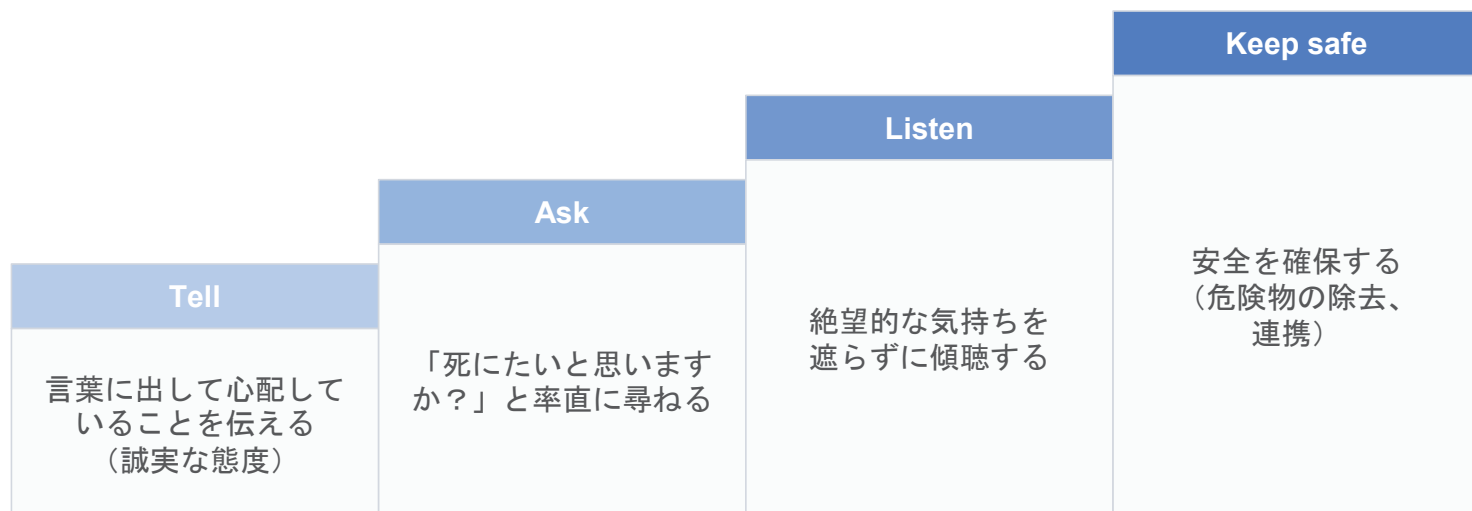 Tell
言葉に出して心配して
いることを伝える
（誠実な態度）
Ask
「死にたいと思います
か？」と率直に尋ねる
Listen
絶望的な気持ちを
遮らずに傾聴する
Keep safe
安全を確保する
（危険物の除去、
連携）